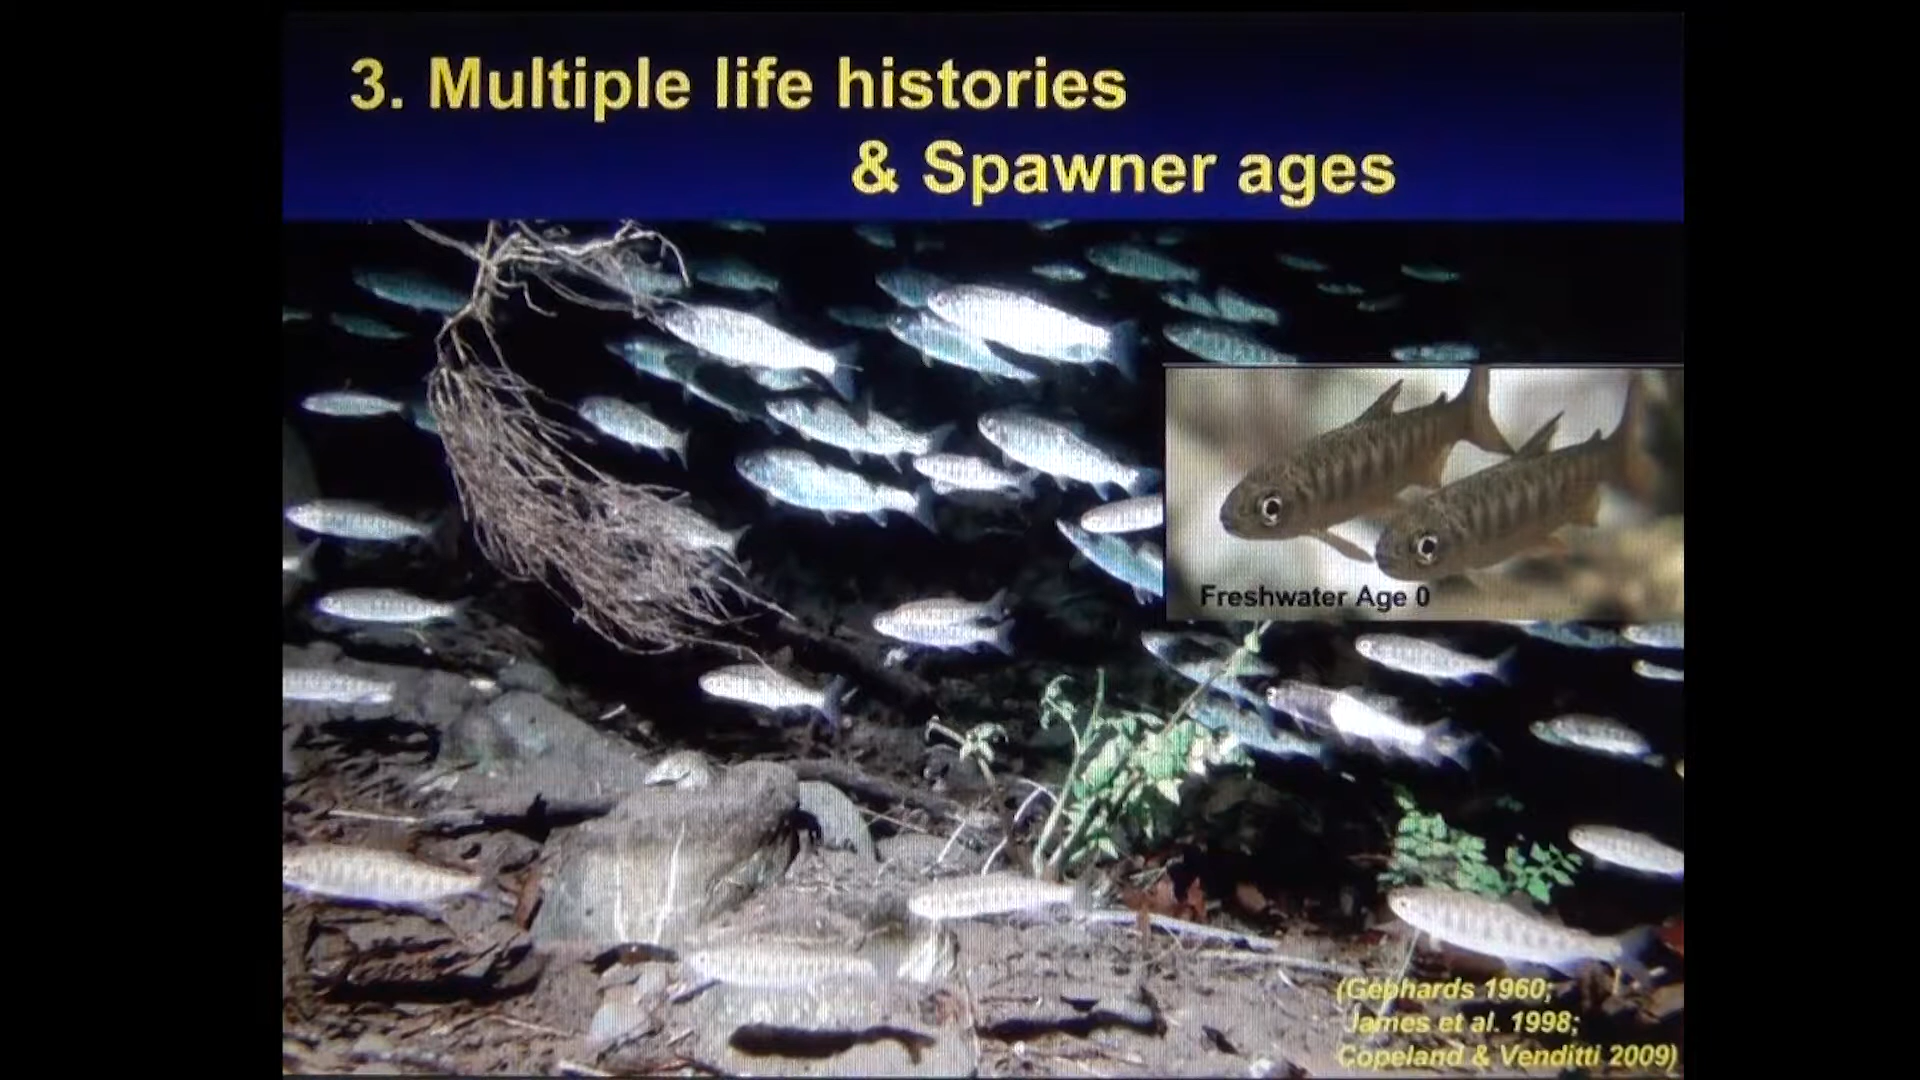 3. Multiple life histories
& Spawner ages
Freshwater Age 0
(Gephards 1960;
James et al. 1998;
Copeland & Venditti 2009)